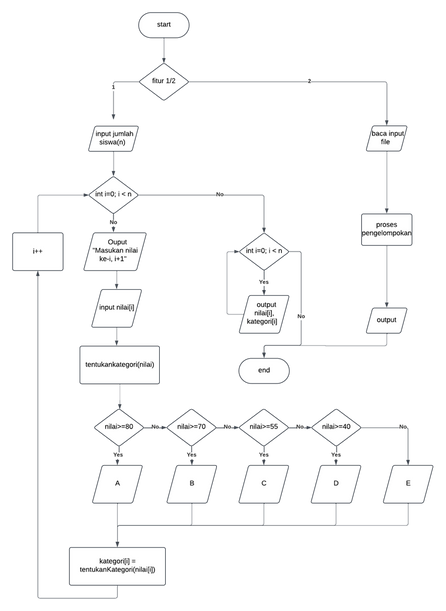 start
fitur 1/2
1
2
input jumlah
siswa(n)
baca input
file
int i=0; i < n
No
No
i++
Ouput
"Masukan nilai
ke-i, i+1"
int i=0; i < n
proses
pengelompokan
Yes
input nilai[i]
output
nilai[i],
kategori[i]
No
output
tentukankategori(nilai)
end
nilai>=80
No
nilai>=70
No
nilai>=55
No
nilai>=40
No
Yes
Yes
Yes
Yes
A
B
C
D
E
kategori[i] =
tentukanKategori(nilai[i])